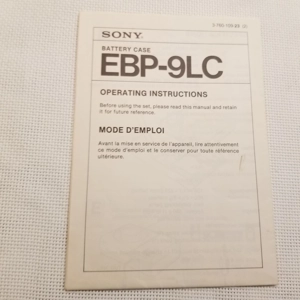 SONY
BATTERY CASE
EBP-9LC
OPERATING INSTRUCTIONS
Before using the set, please read this manual and retain
it for future reference.
MODE D'EMPLOI
Avant la mise en service de l'appareil, lire attentivement
ce mode d'emploi et le conserver pour toute référence
ultérieure.